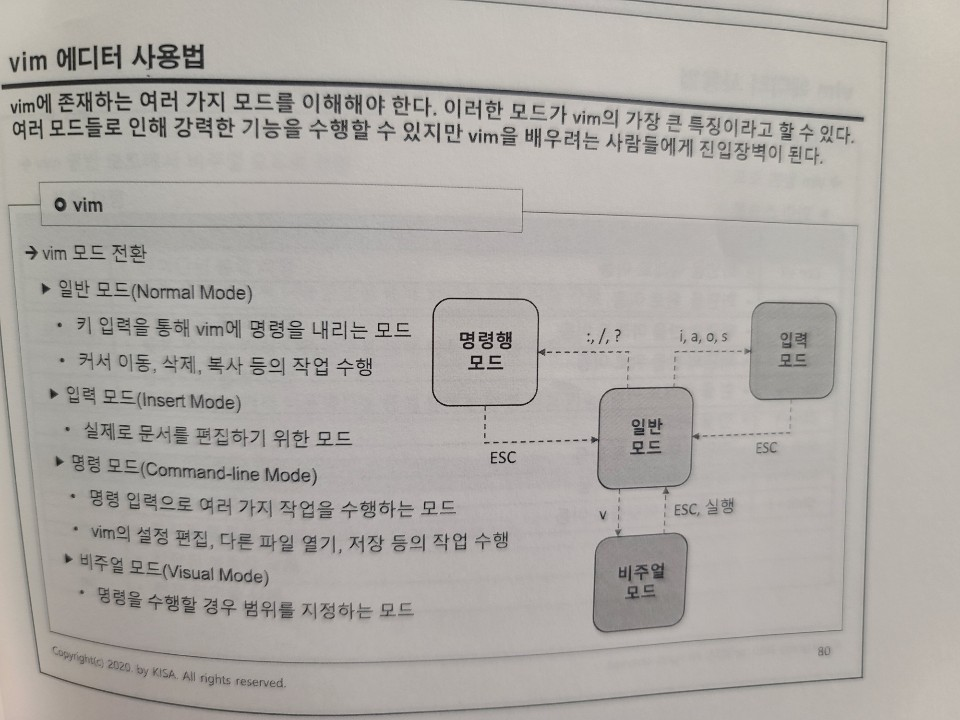 vim 에디터 사용법
vim에 존재하는 여러 가지 모드를 이해해야 한다. 이러한 모드가 vim의 가장 큰 특징이라고 할 수 있다.
여러 모드들로 인해 강력한 기능을 수행할 수 있지만 vim을 배우려는 사람들에게 진입장벽이 된다.
vim
→ vim 모드 전환
▶ 일반 모드(Normal Mode)
• 키 입력을 통해 vim에 명령을 내리는 모드
• 커서 이동, 삭제, 복사 등의 작업 수행
▶ 입력 모드(Insert Mode)
• 실제로 문서를 편집하기 위한 모드
▶ 명령 모드(Command-line Mode)
• 명령 입력으로 여러 가지 작업을 수행하는 모드
• vim의 설정 편집, 다른 파일 열기, 저장 등의 작업 수행
▶ 비주얼 모드(Visual Mode)
• 명령을 수행할 경우 범위를 지정하는 모드
명령행
모드
:, /, ?
i, a, o, s
입력
모드
일반
모드
ESC
ESC
v
ESC, 실행
비주얼
모드
Copyright(c) 2020. by KISA. All rights reserved.
80